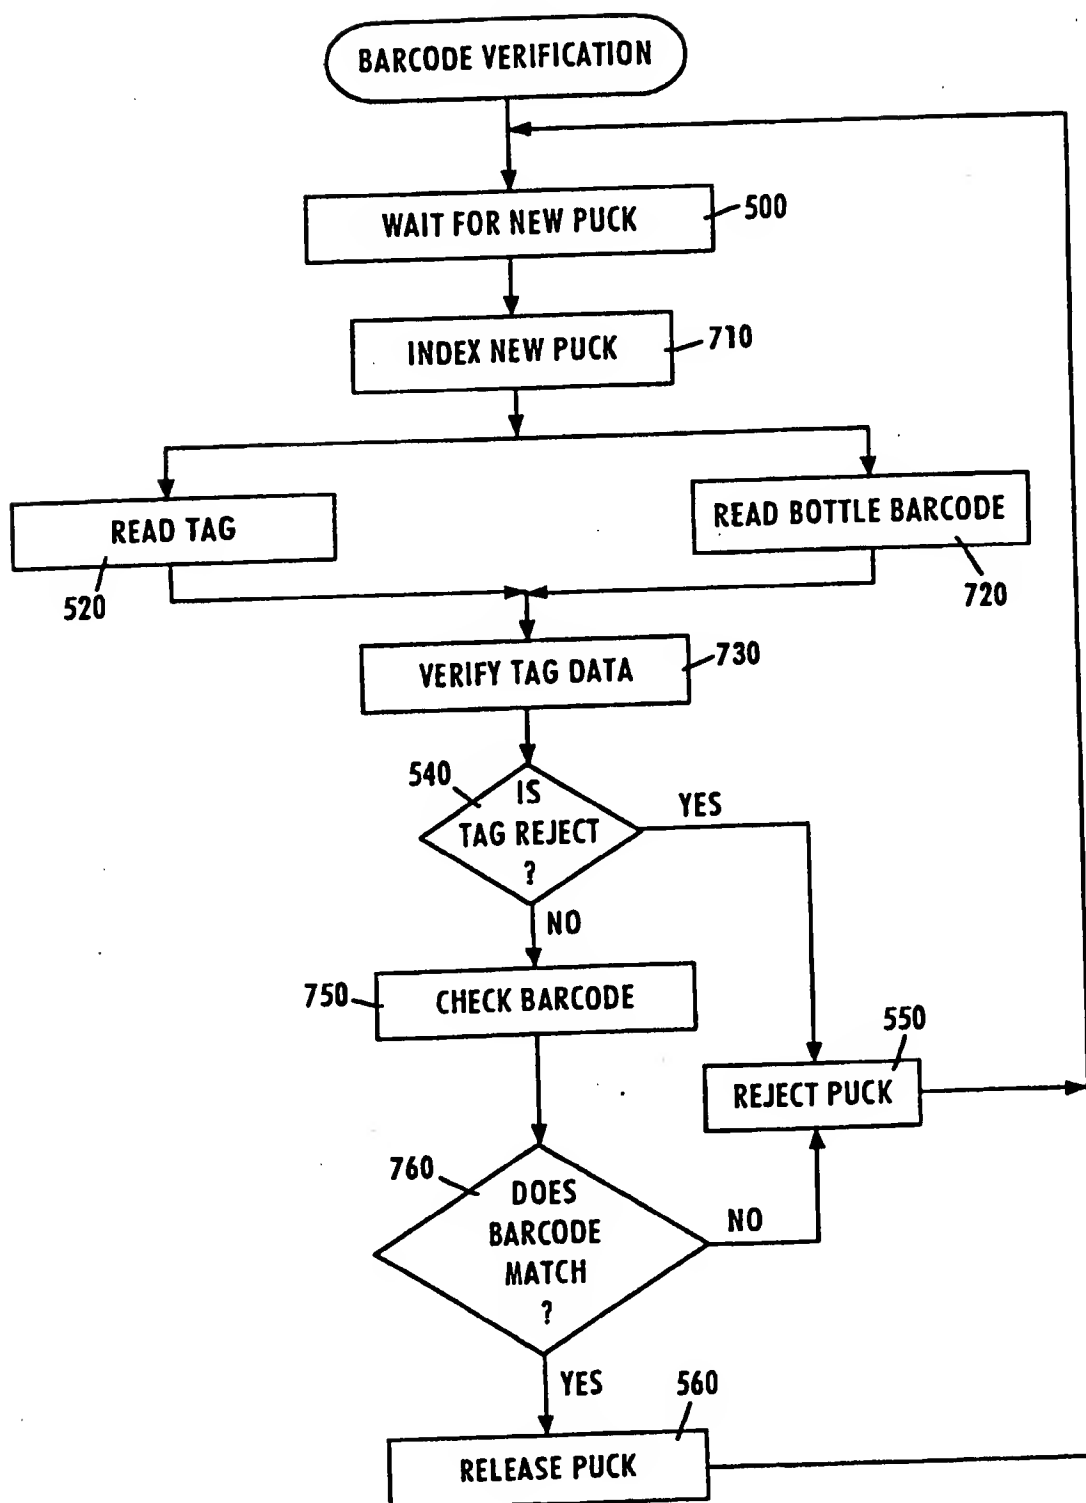 BARCODE VERIFICATION
WAIT FOR NEW PUCK
500
INDEX NEW PUCK
710
READ TAG
520
READ BOTTLE BARCODE
720
VERIFY TAG DATA
730
540
IS
TAG REJECT
?
YES
NO
750
CHECK BARCODE
550
REJECT PUCK
760
DOES
BARCODE
MATCH
?
NO
YES
560
RELEASE PUCK